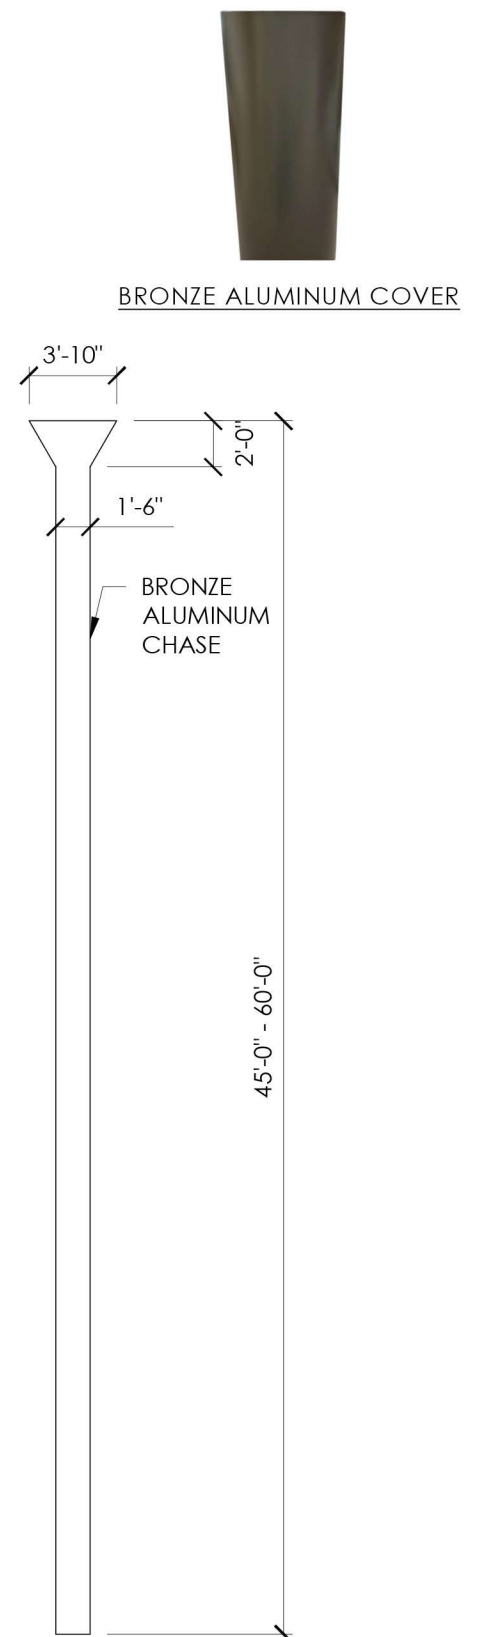 BRONZE ALUMINUM COVER
3'-10"
2'-0"
1'-6"
BRONZE
ALUMINUM
CHASE
45'-0" - 60'-0"